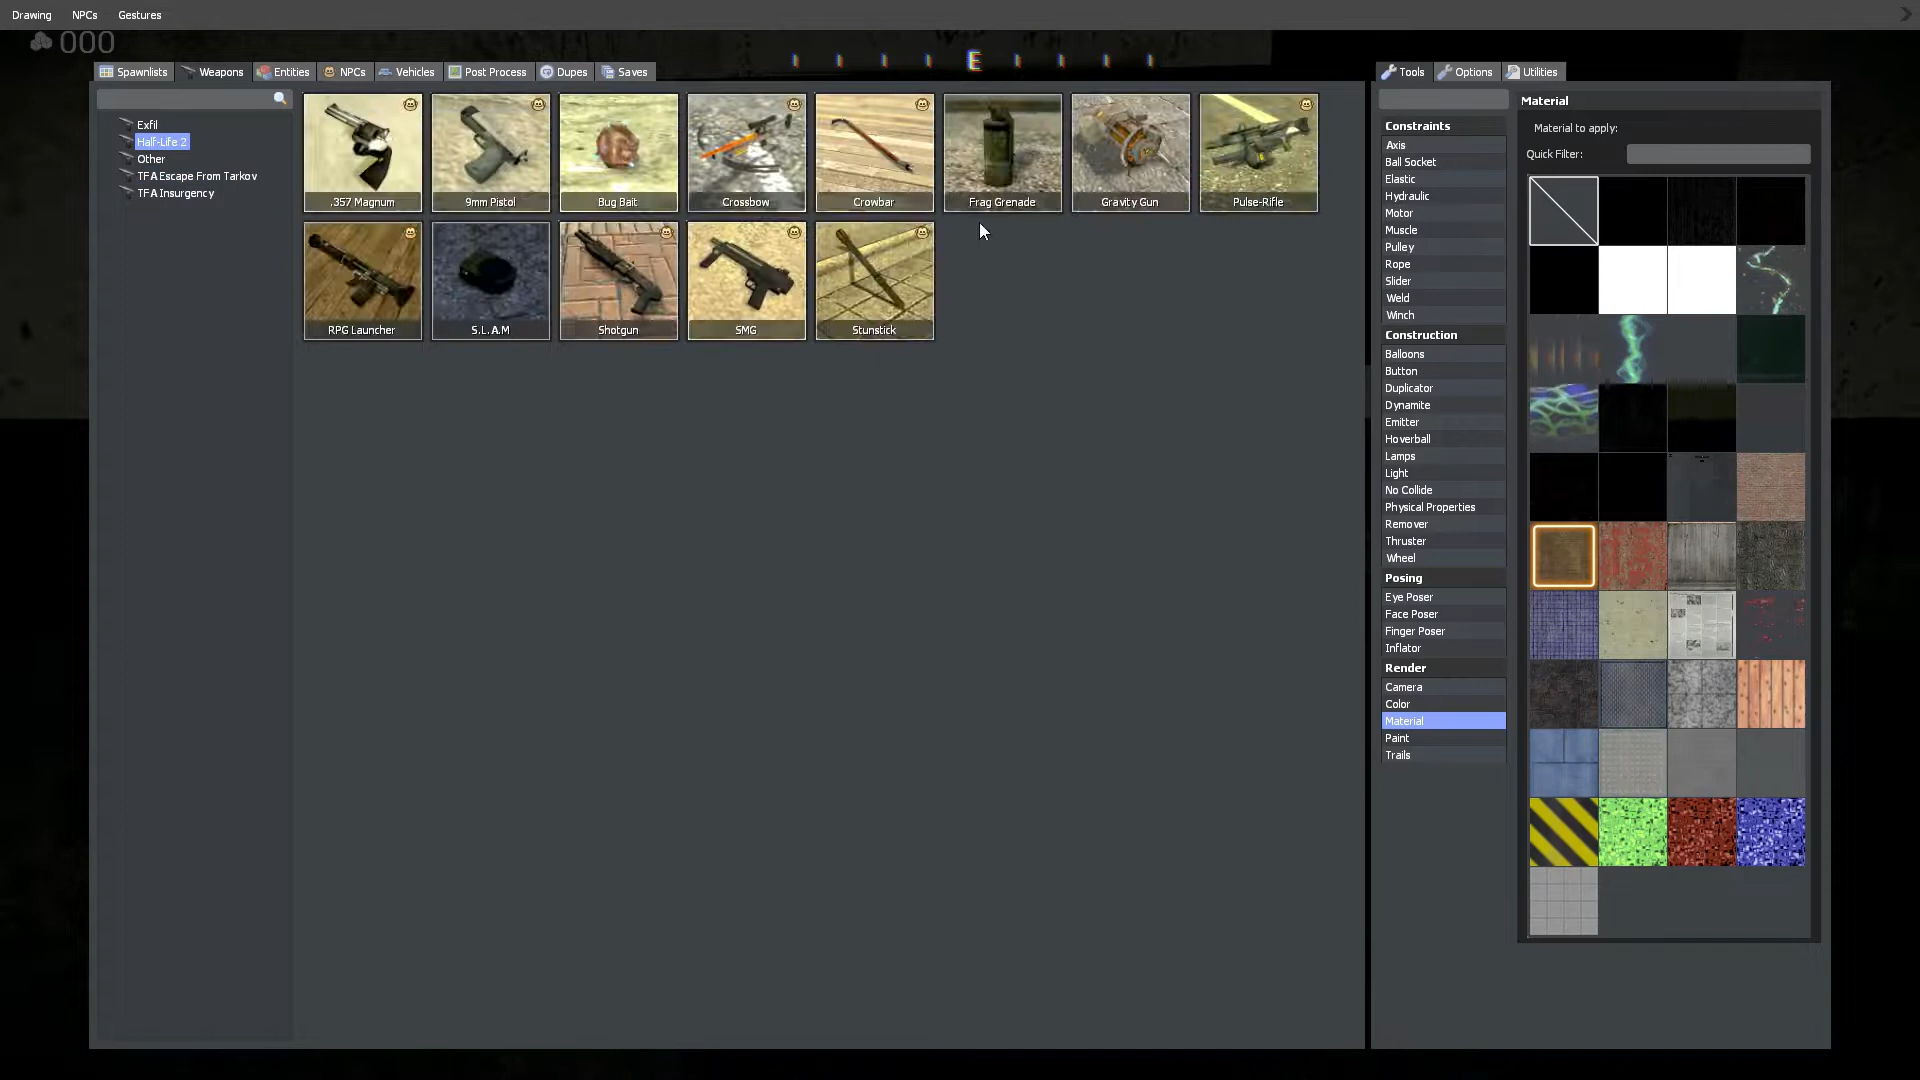 Drawing NPCs Gestures
000
E
Spawnlists Weapons Entities NPCs Vehicles Post Process Dupes Saves
Exfil
Half-Life 2
Other
TFA Escape From Tarkov
TFA Insurgency
.357 Magnum 9mm Pistol Bug Bait Crossbow Crowbar Frag Grenade Gravity Gun Pulse-Rifle
RPG Launcher S.L.A.M Shotgun SMG Stunstick
Tools Options Utilities
Constraints
Axis
Ball Socket
Elastic
Hydraulic
Motor
Muscle
Pulley
Rope
Slider
Weld
Winch
Construction
Balloons
Button
Duplicator
Dynamite
Emitter
Hoverball
Lamps
Light
No Collide
Physical Properties
Remover
Thruster
Wheel
Posing
Eye Poser
Face Poser
Finger Poser
Inflator
Render
Camera
Color
Material
Paint
Trails
Material
Material to apply:
Quick Filter: